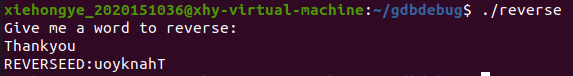 xiehongye_2020151036@xhy-virtual-machine:~/gdbdebug$ ./reverse
Give me a word to reverse:
Thankyou
REVERSEED:uoyknahT